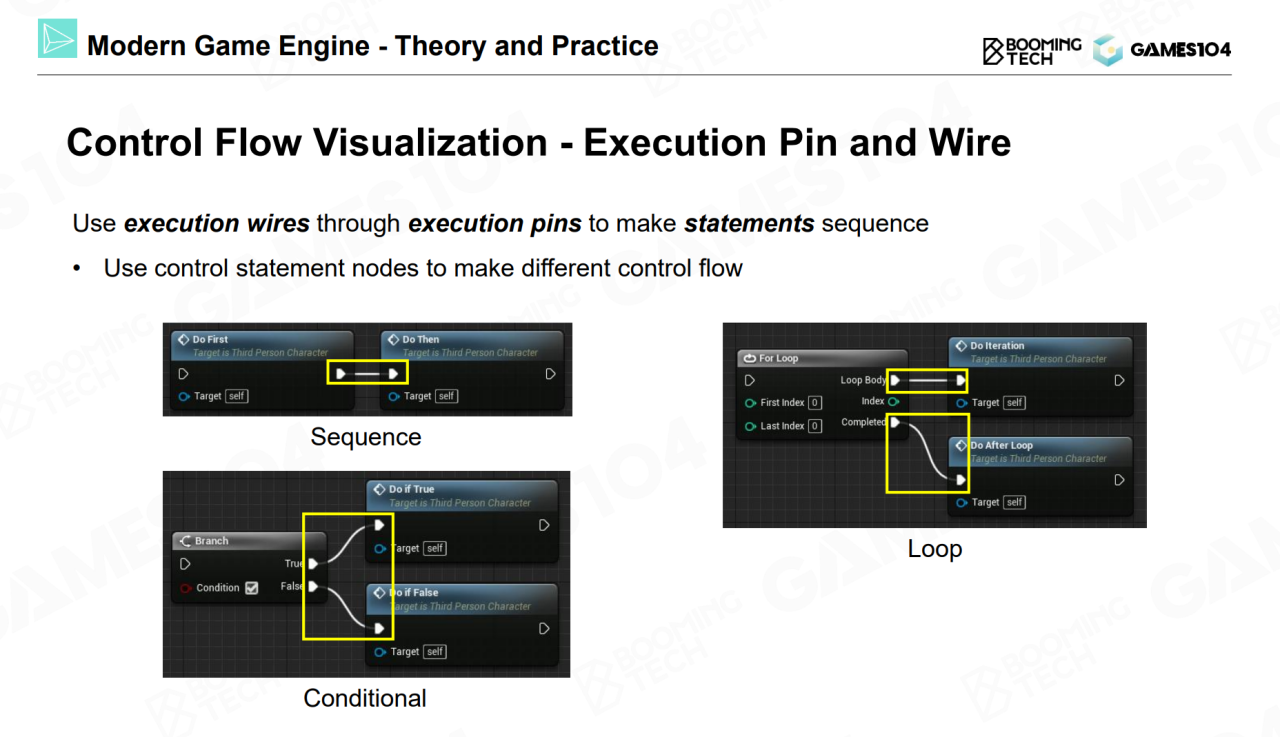 Modern Game Engine - Theory and Practice
BOOMING
TECH
GAMES104
Control Flow Visualization - Execution Pin and Wire
Use execution wires through execution pins to make statements sequence
• Use control statement nodes to make different control flow
Do First
Target is Third Person Character
Target self
Do Then
Target is Third Person Character
Target self
Sequence
Branch
True
Condition
False
Do if True
Target is Third Person Character
Target self
Do if False
Target is Third Person Character
Target self
Conditional
For Loop
Loop Body
First Index 0
Index
Last Index 0
Completed
Do Iteration
Target is Third Person Character
Target self
Do After Loop
Target is Third Person Character
Target self
Loop